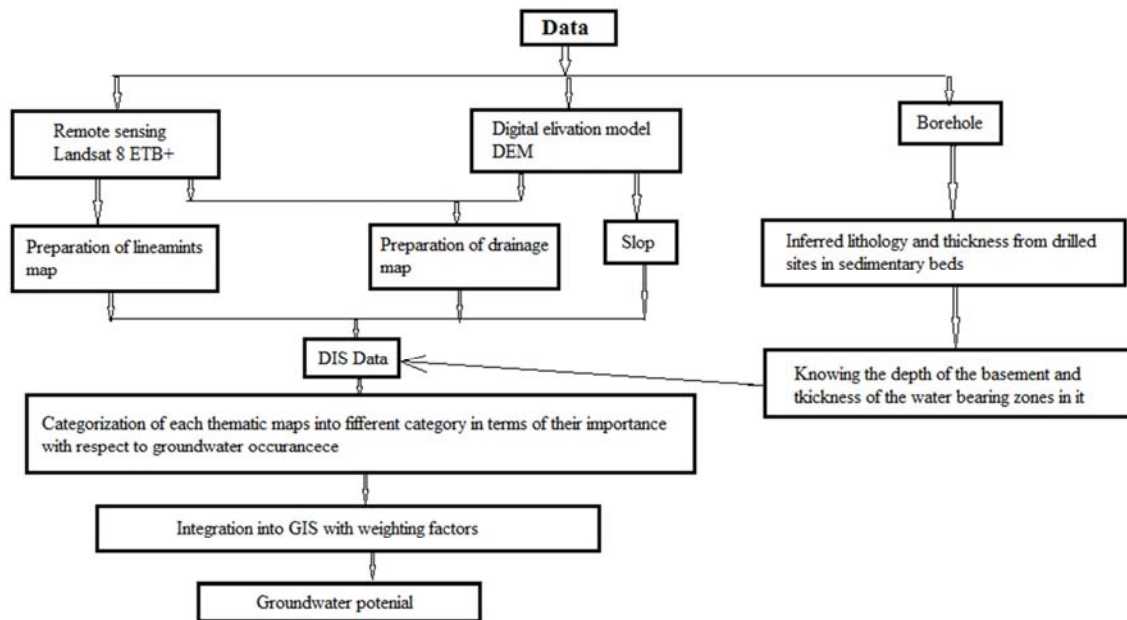 Data
Remote sensing
Landsat 8 ETB+
Digital elivation model
DEM
Borehole
Preparation of lineamints
map
Preparation of drainage
map
Slop
Inferred lithology and thickness from drilled
sites in sedimentary beds
DIS Data
Knowing the depth of the basement and
tkickness of the water bearing zones in it
Categorization of each thematic maps into fifferent category in terms of their importance
with respect to groundwater occurancece
Integration into GIS with weighting factors
Groundwater potenial